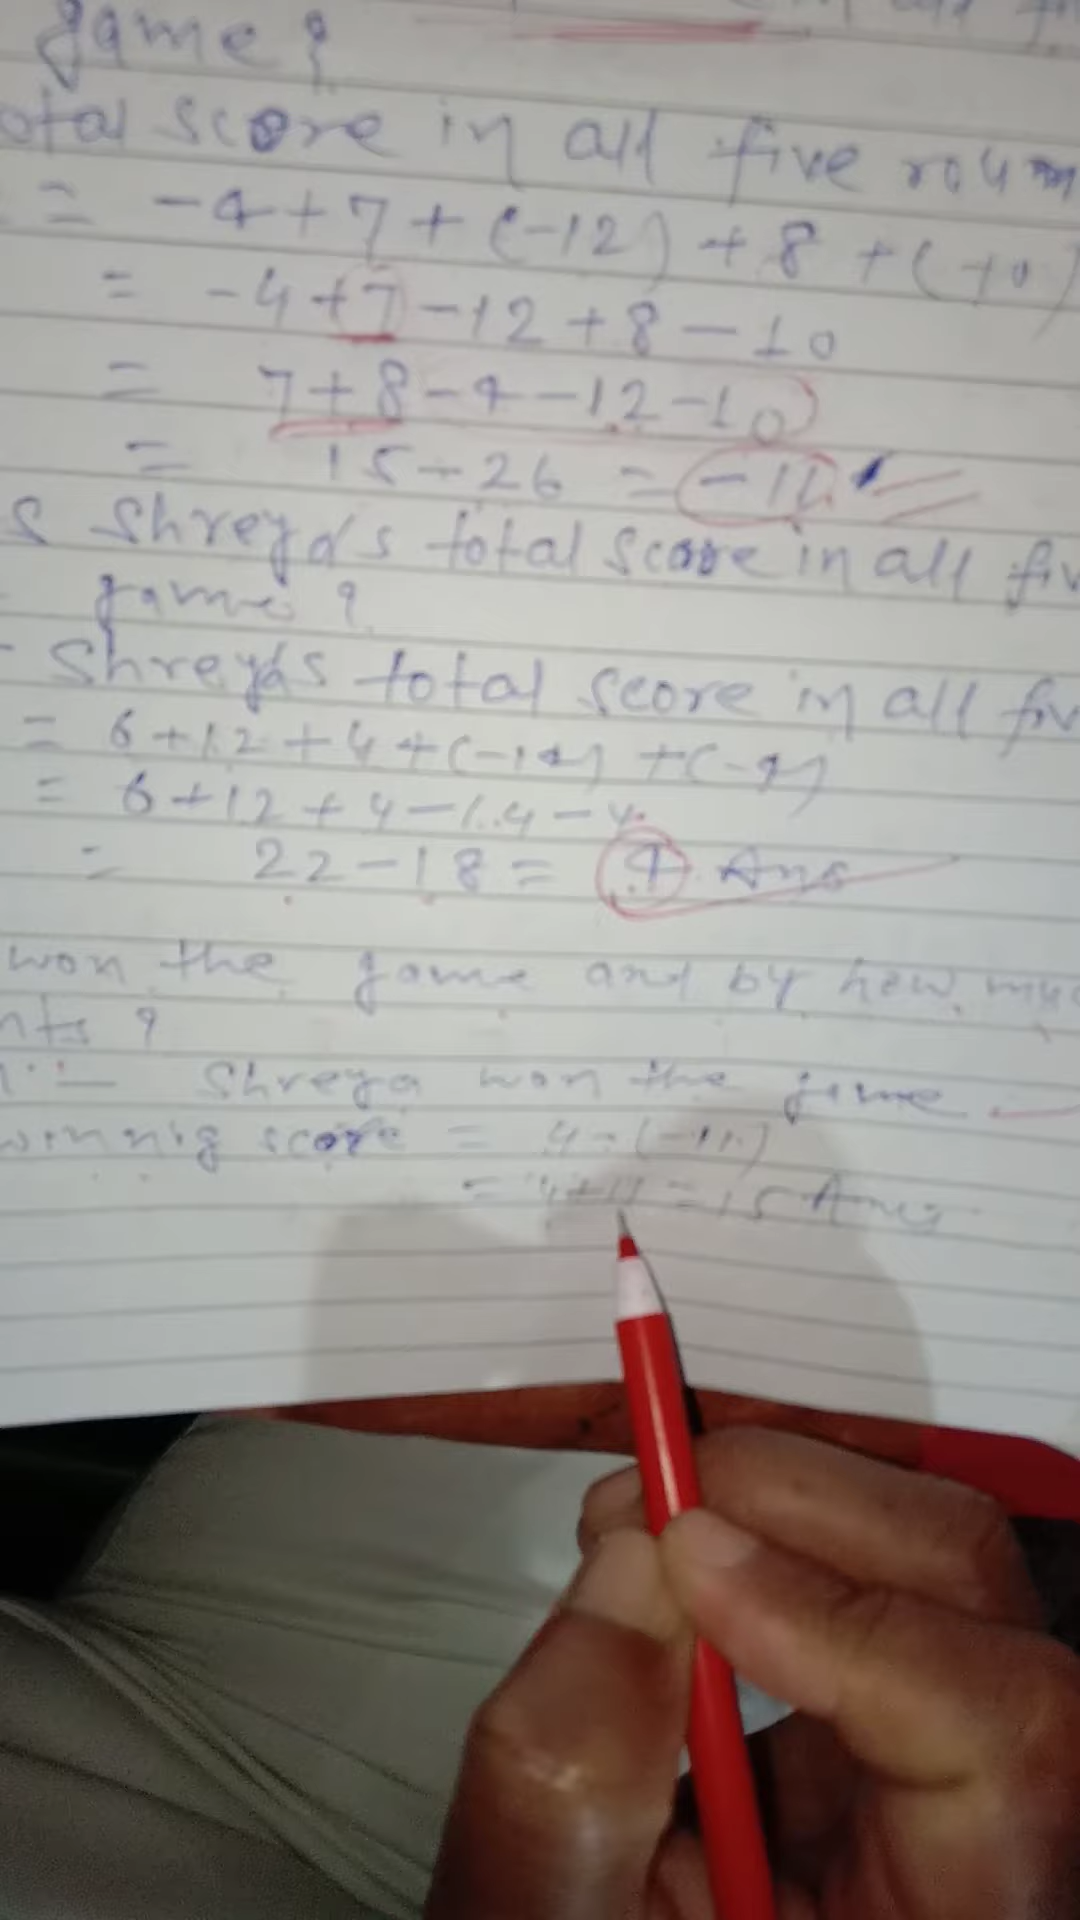 game?
otal score in all five roun
= -4+7+(-12)+8+(-10)
= -4+7-12+8-10
= 7+8-4-12-10
= 15-26 = -11
s Shreya's total score in all fiv
game?
Shreya's total score in all fiv
= 6+12+4+(-14)+(-4)
= 6+12+4-14-4
= 22-18 = 4 Ans
won the game and by how muc
nts?
Shreya won the game
winnig score = 4-(-11)
= 4+11 = 15 Ans